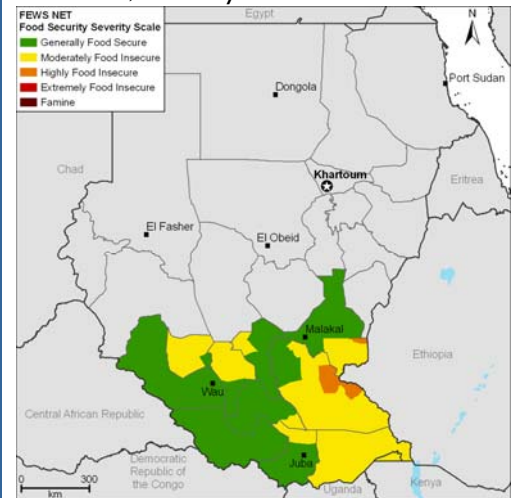 FEWS NET
Food Security Severity Scale
Generally Food Secure
Moderately Food Insecure
Highly Food Insecure
Extremely Food Insecure
Famine
Egypt
N
Port Sudan
Dongola
Chad
Khartoum
Eritrea
El Fasher
El Obeid
Malakal
Ethiopia
Wau
Central African Republic
Juba
Democratic
Republic of
the Congo
Uganda
Kenya
0 300
km